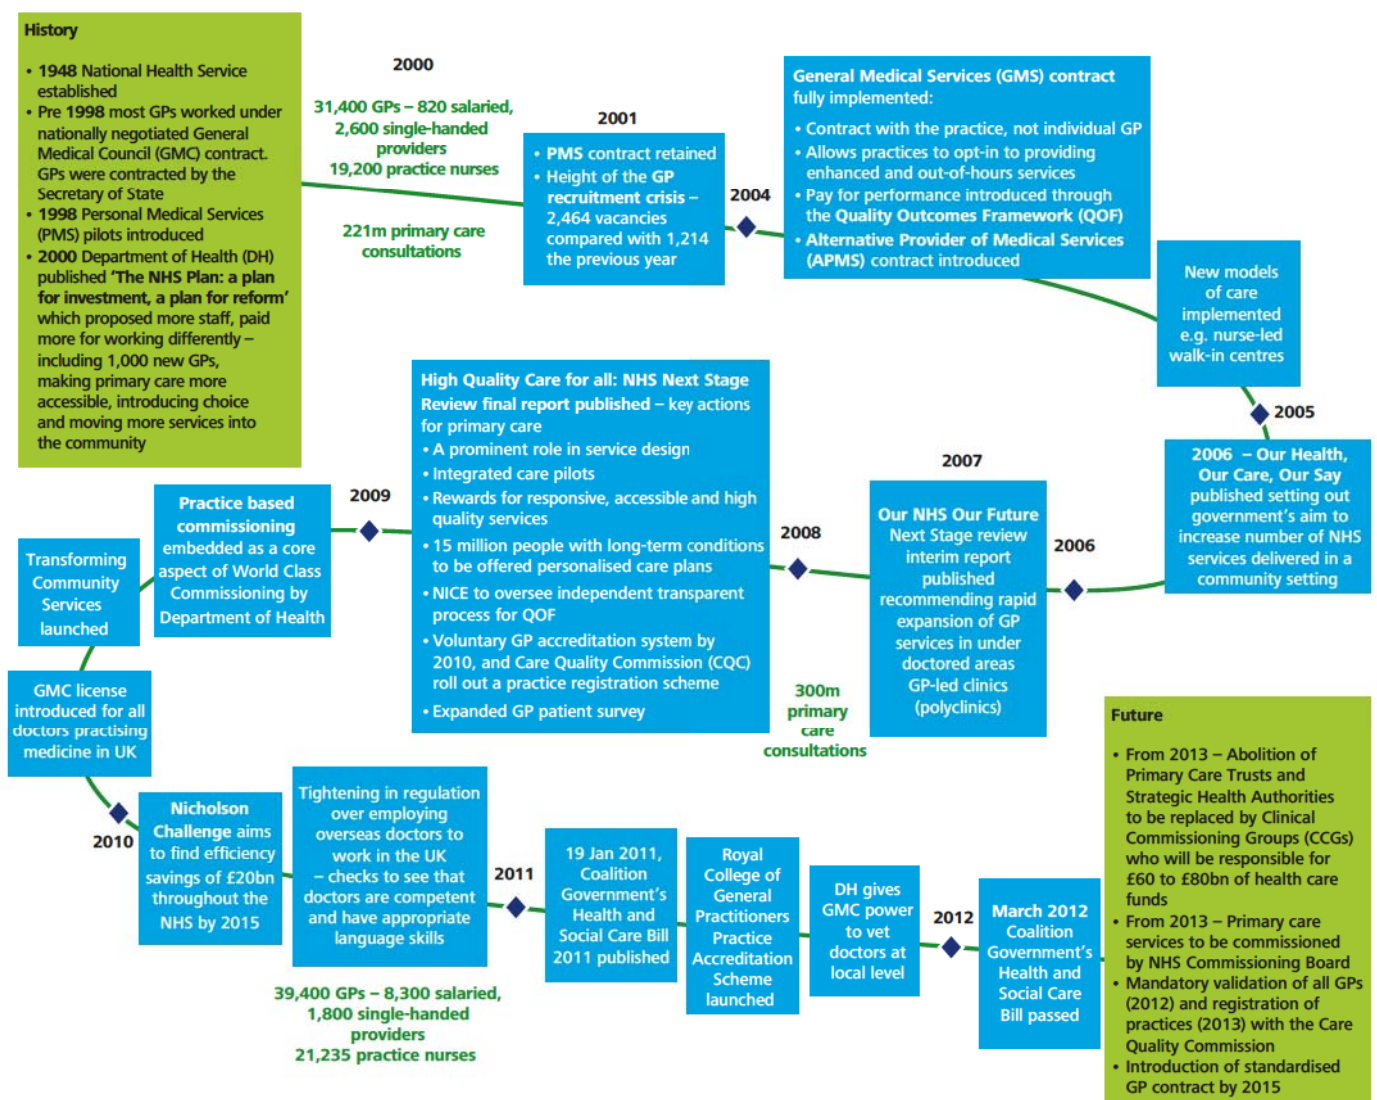 History
• 1948 National Health Service
established
• Pre 1998 most GPs worked under
nationally negotiated General
Medical Council (GMC) contract.
GPs were contracted by the
Secretary of State
• 1998 Personal Medical Services
(PMS) pilots introduced
• 2000 Department of Health (DH)
published ‘The NHS Plan: a plan
for investment, a plan for reform’
which proposed more staff, paid
more for working differently –
including 1,000 new GPs,
making primary care more
accessible, introducing choice
and moving more services into
the community
2000
31,400 GPs – 820 salaried,
2,600 single-handed
providers
19,200 practice nurses
221m primary care
consultations
2001
• PMS contract retained
• Height of the GP
recruitment crisis –
2,464 vacancies
compared with 1,214
the previous year
2004
General Medical Services (GMS) contract
fully implemented:
• Contract with the practice, not individual GP
• Allows practices to opt-in to providing
enhanced and out-of-hours services
• Pay for performance introduced through
the Quality Outcomes Framework (QOF)
• Alternative Provider of Medical Services
(APMS) contract introduced
New models
of care
implemented
e.g. nurse-led
walk-in centres
2005
2006 – Our Health,
Our Care, Our Say
published setting out
government’s aim to
increase number of NHS
services delivered in a
community setting
2006
2007
Our NHS Our Future
Next Stage review
interim report
published
recommending rapid
expansion of GP
services in under
doctored areas
GP-led clinics
(polyclinics)
2008
300m
primary
care
consultations
High Quality Care for all: NHS Next Stage
Review final report published – key actions
for primary care
• A prominent role in service design
• Integrated care pilots
• Rewards for responsive, accessible and high
quality services
• 15 million people with long-term conditions
to be offered personalised care plans
• NICE to oversee independent transparent
process for QOF
• Voluntary GP accreditation system by
2010, and Care Quality Commission (CQC)
roll out a practice registration scheme
• Expanded GP patient survey
2009
Practice based
commissioning
embedded as a core
aspect of World Class
Commissioning by
Department of Health
Transforming
Community
Services
launched
GMC license
introduced for all
doctors practising
medicine in UK
2010
Nicholson
Challenge aims
to find efficiency
savings of £20bn
throughout the
NHS by 2015
Tightening in regulation
over employing
overseas doctors to
work in the UK
– checks to see that
doctors are competent
and have appropriate
language skills
39,400 GPs – 8,300 salaried,
1,800 single-handed
providers
21,235 practice nurses
2011
19 Jan 2011,
Coalition
Government’s
Health and
Social Care Bill
2011 published
Royal
College of
General
Practitioners
Practice
Accreditation
Scheme
launched
DH gives
GMC power
to vet
doctors at
local level
2012
March 2012
Coalition
Government’s
Health and
Social Care
Bill passed
Future
• From 2013 – Abolition of
Primary Care Trusts and
Strategic Health Authorities
to be replaced by Clinical
Commissioning Groups (CCGs)
who will be responsible for
£60 to £80bn of health care
funds
• From 2013 – Primary care
services to be commissioned
by NHS Commissioning Board
• Mandatory validation of all GPs
(2012) and registration of
practices (2013) with the Care
Quality Commission
• Introduction of standardised
GP contract by 2015